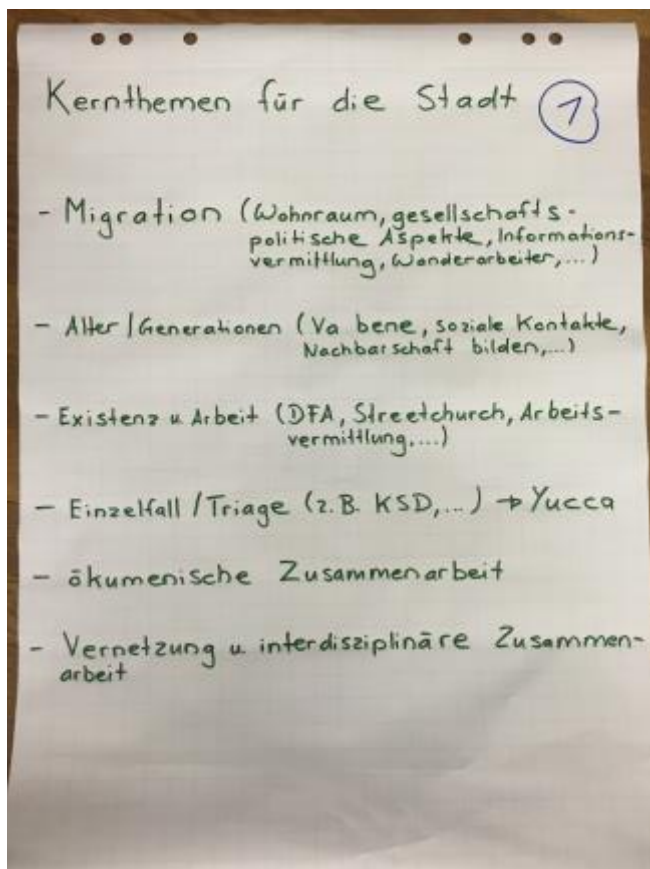 Kernthemen für die Stadt 1
- Migration (Wohnraum, gesellschafts-
politische Aspekte, Informations-
vermittlung, Wanderarbeiter,...)
- Alter/Generationen (Va bene, soziale Kontakte,
Nachbarschaft bilden,...)
- Existenz u Arbeit (DFA, Streetchurch, Arbeits-
vermittlung,...)
- Einzelfall/Triage (z.B. KSD,...) → Yucca
- ökumenische Zusammenarbeit
- Vernetzung u interdisziplinäre Zusammen-
arbeit